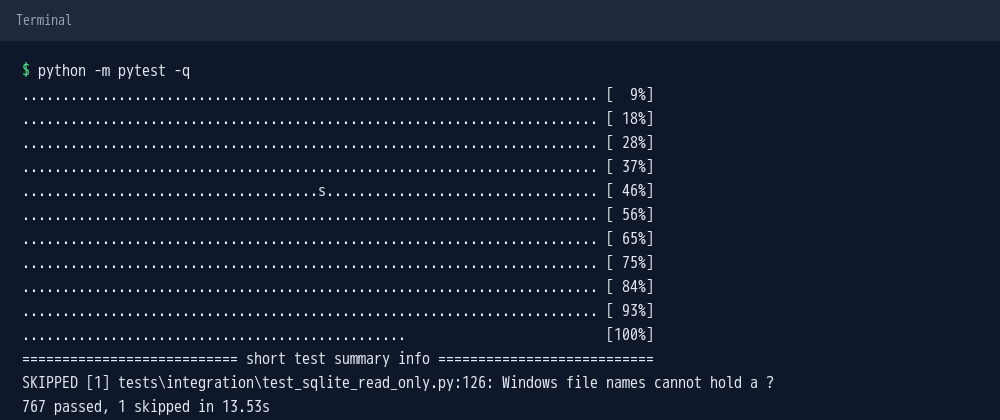 Terminal
$ python -m pytest -q
........................................................................ [  9%]
........................................................................ [ 18%]
........................................................................ [ 28%]
........................................................................ [ 37%]
.....................................s.................................. [ 46%]
........................................................................ [ 56%]
........................................................................ [ 65%]
........................................................................ [ 75%]
........................................................................ [ 84%]
........................................................................ [ 93%]
................................................                         [100%]
=========================== short test summary info ===========================
SKIPPED [1] tests\integration\test_sqlite_read_only.py:126: Windows file names cannot hold a ?
767 passed, 1 skipped in 13.53s